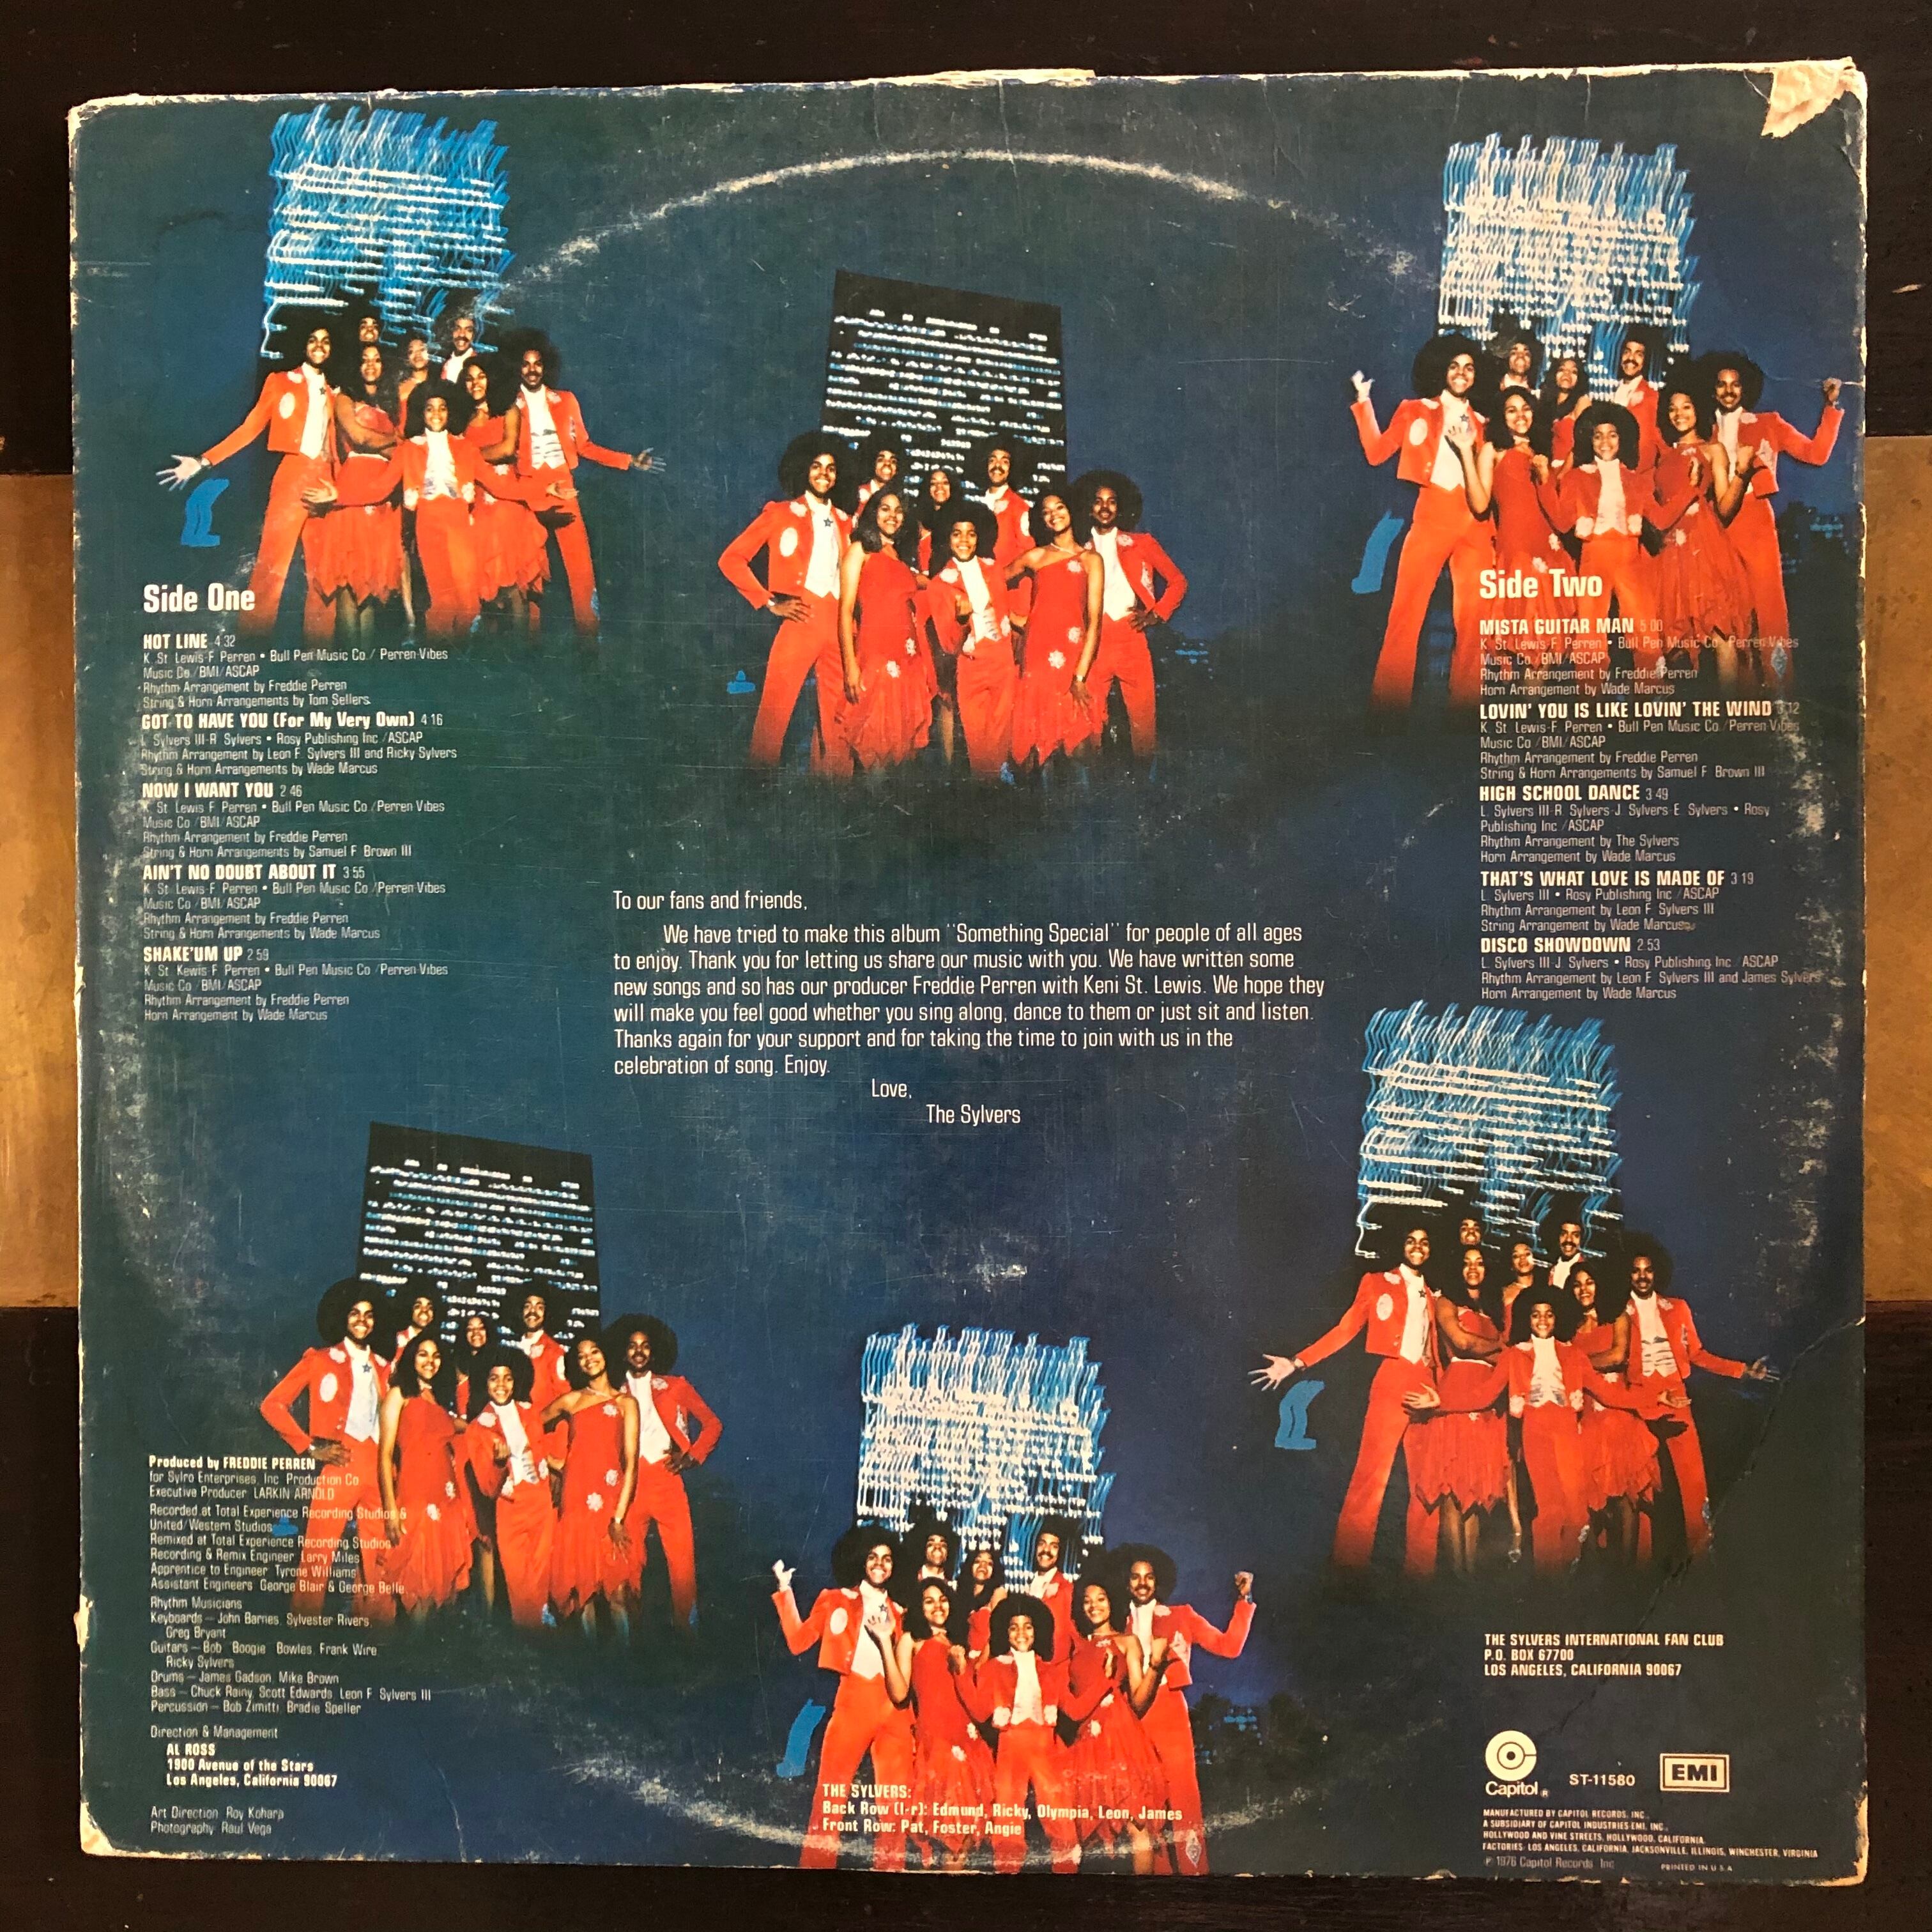 Side One
HOT LINE 4:32
K. St. Lewis-F. Perren • Bull Pen Music Co./ Perren-Vibes
Music Co./BMI/ASCAP
Rhythm Arrangement by Freddie Perren
String & Horn Arrangements by Tom Sellers
GOT TO HAVE YOU (For My Very Own) 4:16
L. Sylvers III-R. Sylvers • Rosy Publishing Inc./ASCAP
Rhythm Arrangement by Leon F. Sylvers III and Ricky Sylvers
String & Horn Arrangements by Wade Marcus
NOW I WANT YOU 2:46
K. St. Lewis-F. Perren • Bull Pen Music Co./Perren-Vibes
Music Co./BMI/ASCAP
Rhythm Arrangement by Freddie Perren
String & Horn Arrangements by Samuel F. Brown III
AIN'T NO DOUBT ABOUT IT 3:55
K. St. Lewis-F. Perren • Bull Pen Music Co./Perren-Vibes
Music Co./BMI/ASCAP
Rhythm Arrangement by Freddie Perren
String & Horn Arrangements by Wade Marcus
SHAKE'UM UP 2:59
K. St. Kewis-F. Perren • Bull Pen Music Co./Perren-Vibes
Music Co./BMI/ASCAP
Rhythm Arrangement by Freddie Perren
Horn Arrangement by Wade Marcus
Side Two
MISTA GUITAR MAN 5:00
K. St. Lewis-F. Perren • Bull Pen Music Co./Perren-Vibes
Music Co./BMI/ASCAP
Rhythm Arrangement by Freddie Perren
Horn Arrangement by Wade Marcus
LOVIN' YOU IS LIKE LOVIN' THE WIND 3:12
K. St. Lewis-F. Perren • Bull Pen Music Co./Perren-Vibes
Music Co./BMI/ASCAP
Rhythm Arrangement by Freddie Perren
String & Horn Arrangements by Samuel F. Brown III
HIGH SCHOOL DANCE 3:49
L. Sylvers III-R. Sylvers-J. Sylvers-E. Sylvers • Rosy
Publishing Inc./ASCAP
Rhythm Arrangement by The Sylvers
Horn Arrangement by Wade Marcus
THAT'S WHAT LOVE IS MADE OF 3:19
L. Sylvers III • Rosy Publishing Inc./ASCAP
Rhythm Arrangement by Leon F. Sylvers III
String Arrangement by Wade Marcus
DISCO SHOWDOWN 2:53
L. Sylvers III-J. Sylvers • Rosy Publishing Inc./ASCAP
Rhythm Arrangement by Leon F. Sylvers III and James Sylvers
Horn Arrangement by Wade Marcus
To our fans and friends,
We have tried to make this album "Something Special" for people of all ages
to enjoy. Thank you for letting us share our music with you. We have written some
new songs and so has our producer Freddie Perren with Keni St. Lewis. We hope they
will make you feel good whether you sing along, dance to them or just sit and listen.
Thanks again for your support and for taking the time to join with us in the
celebration of song. Enjoy.
Love,
The Sylvers
Produced by FREDDIE PERREN
for Sylro Enterprises, Inc. Production Co.
Executive Producer: LARKIN ARNOLD
Recorded at Total Experience Recording Studios &
United/Western Studios
Remixed at Total Experience Recording Studios
Recording & Remix Engineer: Larry Miles
Apprentice to Engineer: Tyrone Williams
Assistant Engineers: George Blair & George Belle
Rhythm Musicians
Keyboards — John Barnes, Sylvester Rivers,
Greg Bryant
Guitars — Bob "Boogie" Bowles, Frank Wire,
Ricky Sylvers
Drums — James Gadson, Mike Brown
Bass — Chuck Rainy, Scott Edwards, Leon F. Sylvers III
Percussion — Bob Zimitti, Bradie Speller
Direction & Management
AL ROSS
1900 Avenue of the Stars
Los Angeles, California 90067
Art Direction: Roy Kohara
Photography: Raul Vega
THE SYLVERS:
Back Row (l-r): Edmund, Ricky, Olympia, Leon, James
Front Row: Pat, Foster, Angie
THE SYLVERS INTERNATIONAL FAN CLUB
P.O. BOX 67700
LOS ANGELES, CALIFORNIA 90067
Capitol ® ST-11580 EMI
MANUFACTURED BY CAPITOL RECORDS, INC.,
A SUBSIDIARY OF CAPITOL INDUSTRIES-EMI, INC.,
HOLLYWOOD AND VINE STREETS, HOLLYWOOD, CALIFORNIA.
FACTORIES: LOS ANGELES, CALIFORNIA, JACKSONVILLE, ILLINOIS, WINCHESTER, VIRGINIA
℗ 1976 Capitol Records, Inc. PRINTED IN U.S.A.